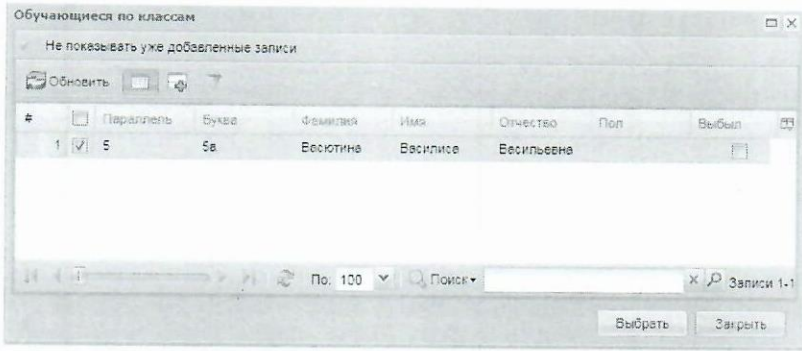 Обучающиеся по классам
Не показывать уже добавленные записи
Обновить
# Параллель Буква Фамилия Имя Отчество Пол Выбыл
1 5 5а Васютина Василиса Васильевна
По: 100 Поиск Записи 1-1
Выбрать Закрыть